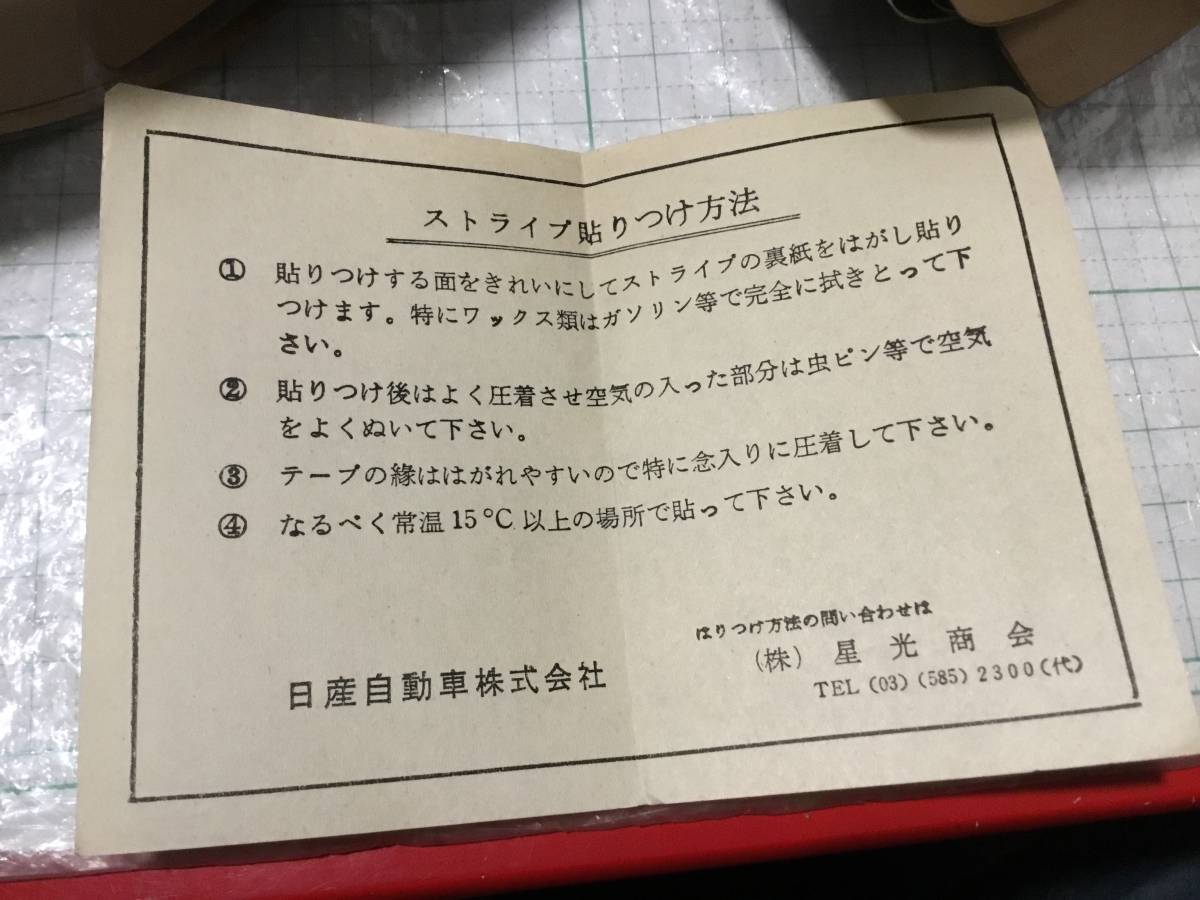 ストライプ貼りつけ方法
① 貼りつけする面をきれいにしてストライプの裏紙をはがし貼り
つけます。特にワックス類はガソリン等で完全に拭きとって下
さい。
② 貼りつけ後はよく圧着させ空気の入った部分は虫ピン等で空気
をよくぬいて下さい。
③ テープの縁ははがれやすいので特に念入りに圧着して下さい。
④ なるべく常温15℃以上の場所で貼って下さい。
はりつけ方法の問い合わせは
(株) 星光商会
日産自動車株式会社
TEL (03) (585) 2300 (代)